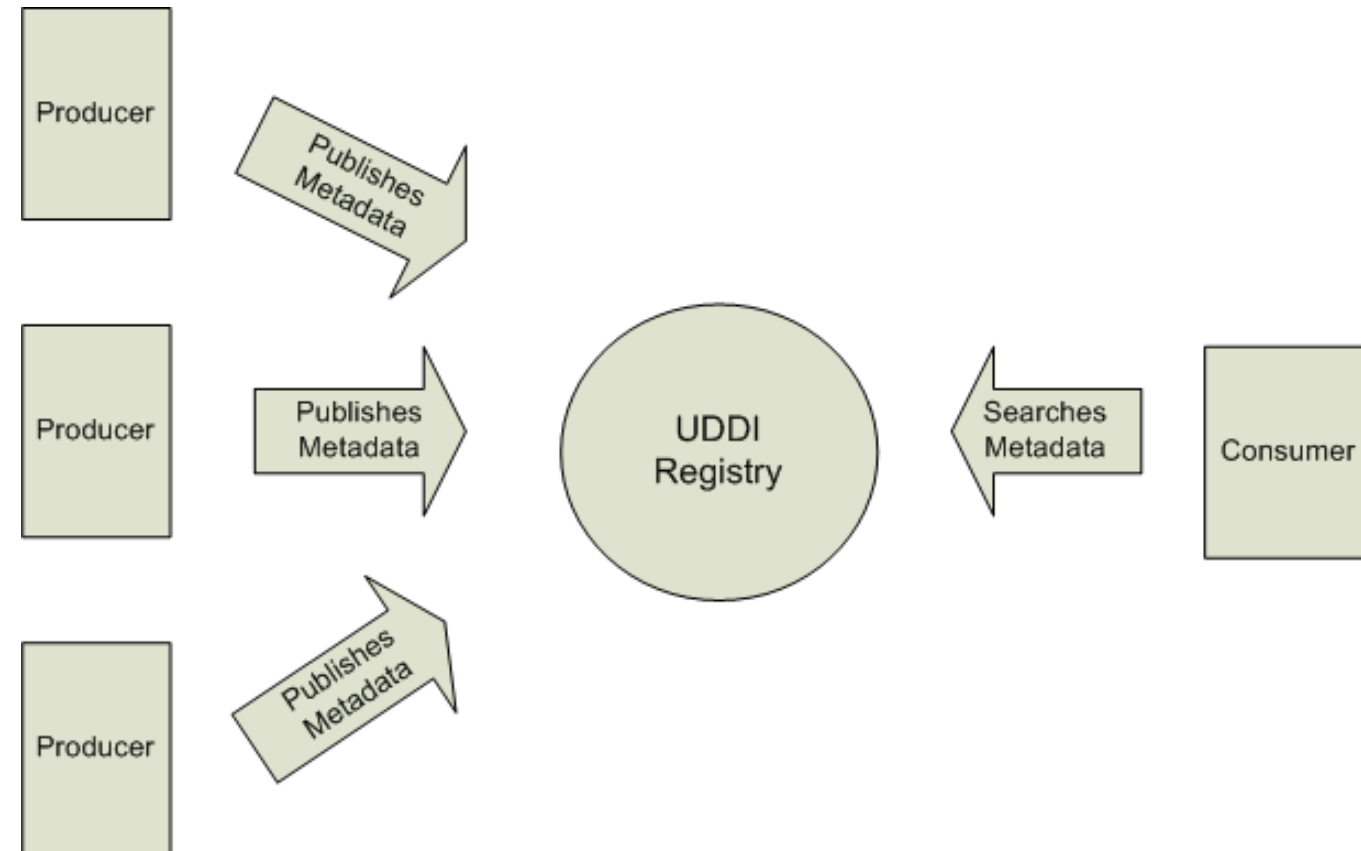 Producer
Publishes
Metadata
Producer
Publishes
Metadata
UDDI
Registry
Searches
Metadata
Consumer
Producer
Publishes
Metadata